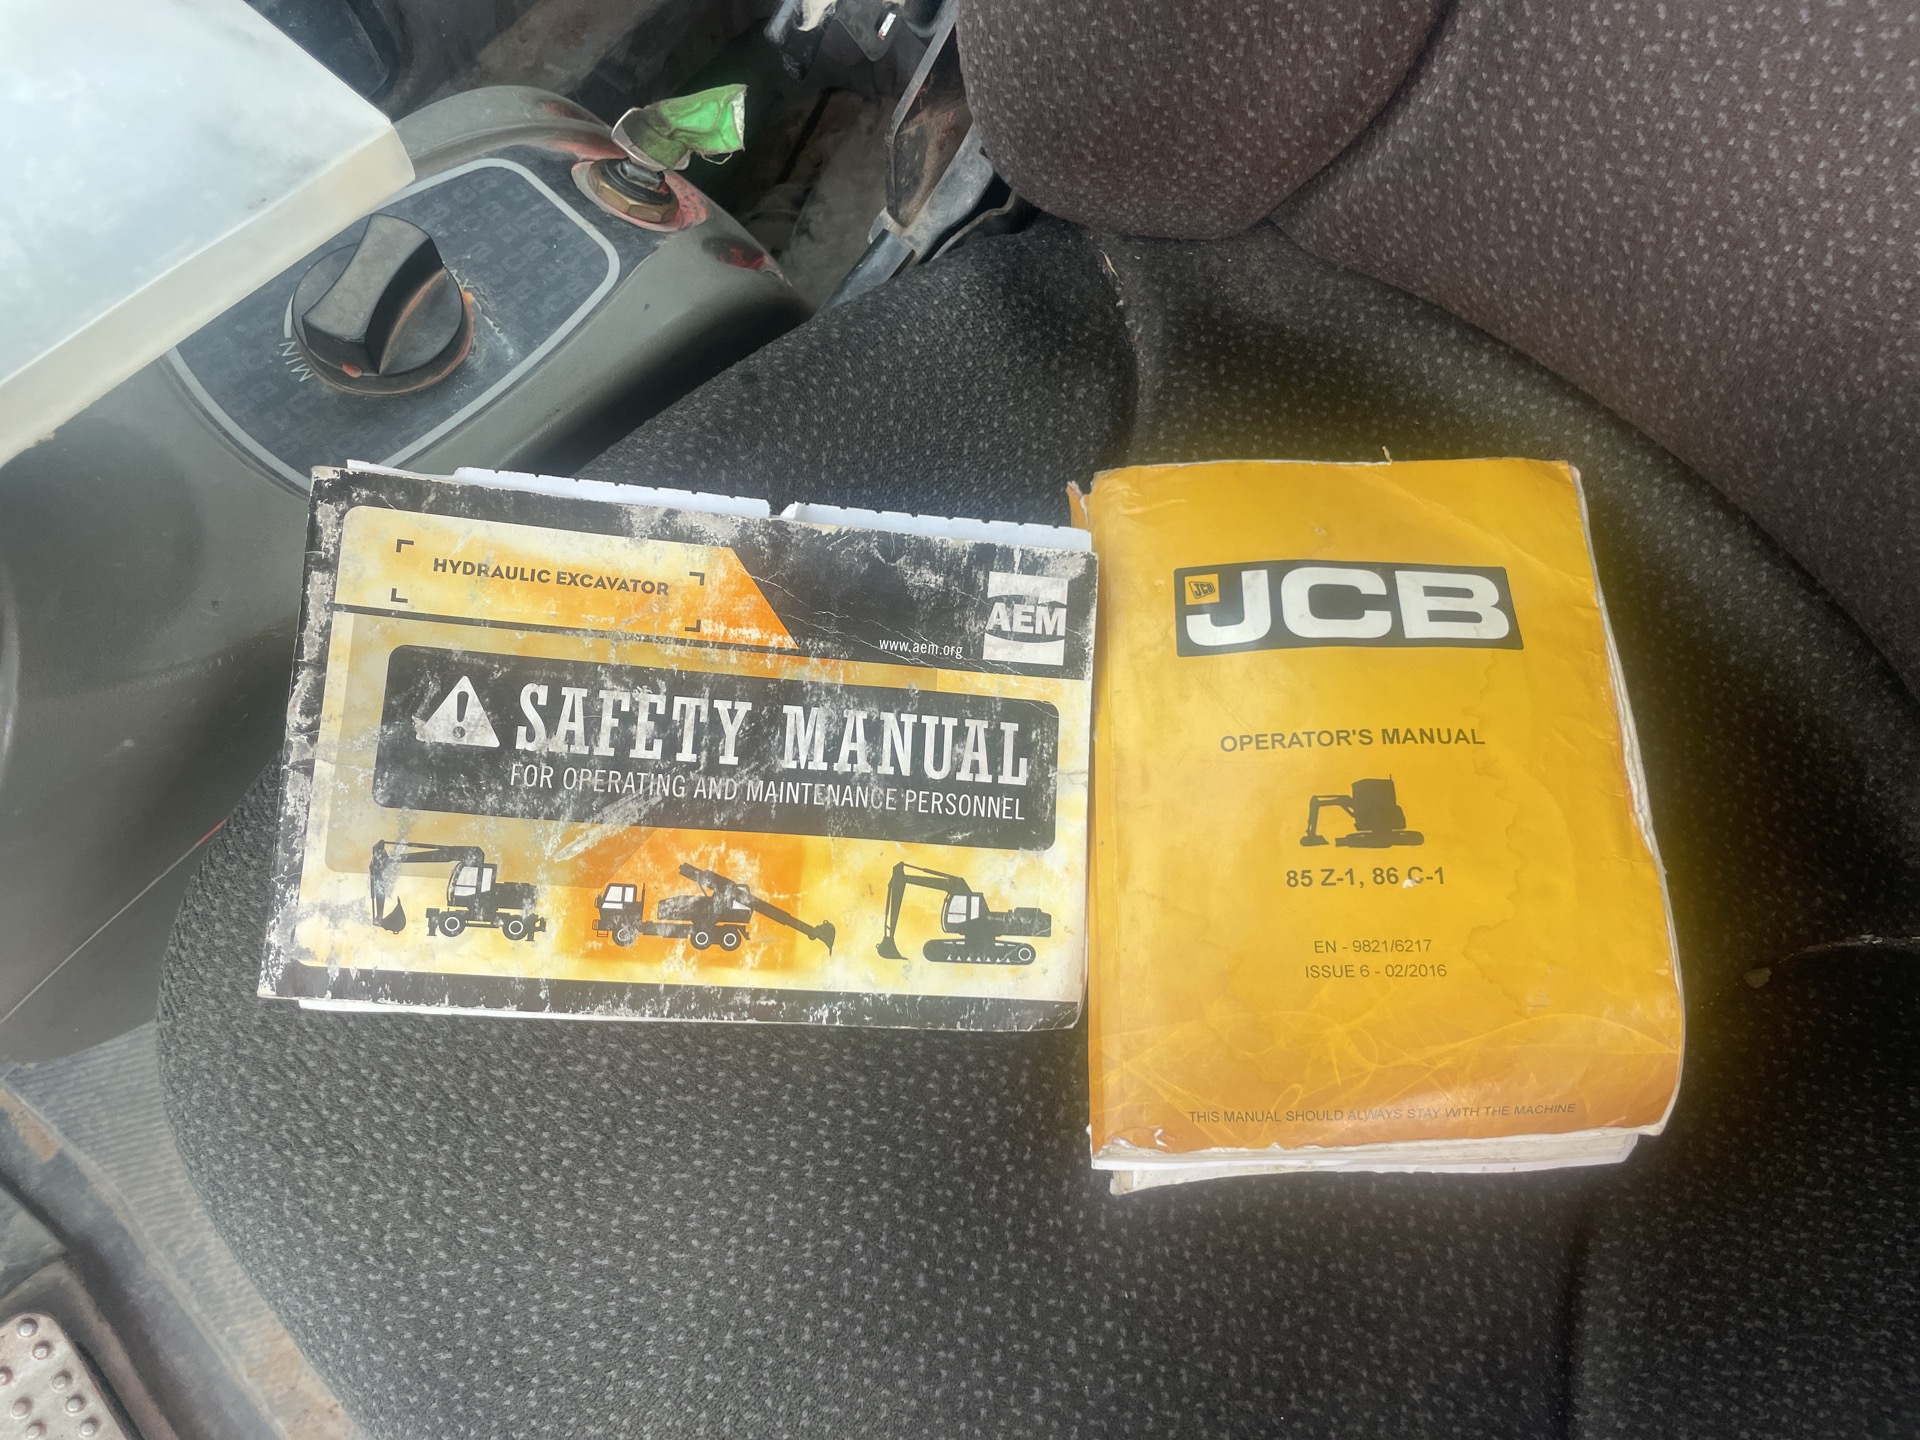 MIN
HYDRAULIC EXCAVATOR
www.aem.org
AEM
SAFETY MANUAL
FOR OPERATING AND MAINTENANCE PERSONNEL
JCB
JCB
OPERATOR'S MANUAL
85 Z-1, 86 C-1
EN - 9821/6217
ISSUE 6 - 02/2016
THIS MANUAL SHOULD ALWAYS STAY WITH THE MACHINE